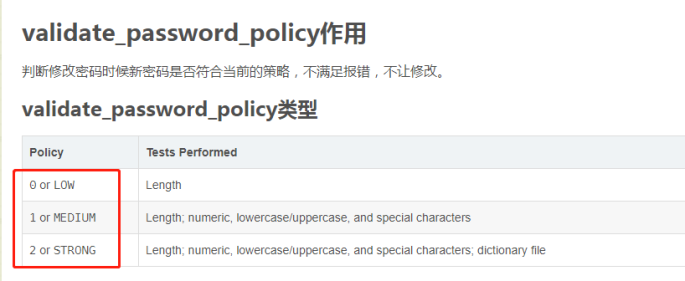 validate_password_policy作用
判断修改密码时候新密码是否符合当前的策略，不满足报错，不让修改。
validate_password_policy类型
Policy Tests Performed
0 or LOW Length
1 or MEDIUM Length; numeric, lowercase/uppercase, and special characters
2 or STRONG Length; numeric, lowercase/uppercase, and special characters; dictionary file